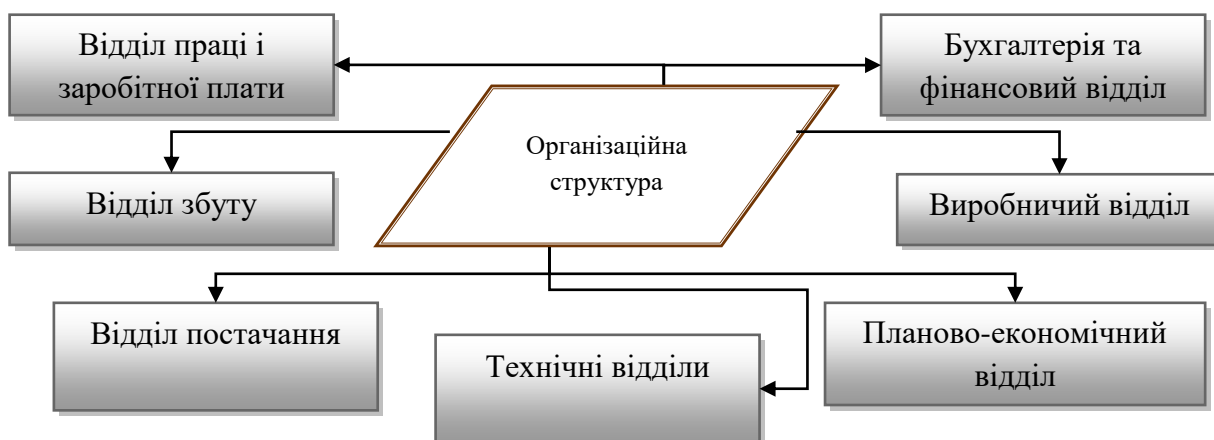 Відділ праці і
заробітної плати
Бухгалтерія та
фінансовий відділ
Організаційна
структура
Відділ збуту
Виробничий відділ
Відділ постачання
Технічні відділи
Планово-економічний
відділ